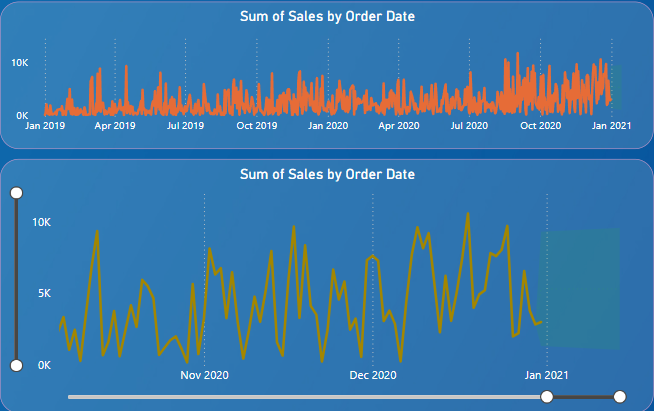 Sum of Sales by Order Date
10K
0K
Jan 2019 Apr 2019 Jul 2019 Oct 2019 Jan 2020 Apr 2020 Jul 2020 Oct 2020 Jan 2021
Sum of Sales by Order Date
10K
5K
0K
Nov 2020 Dec 2020 Jan 2021